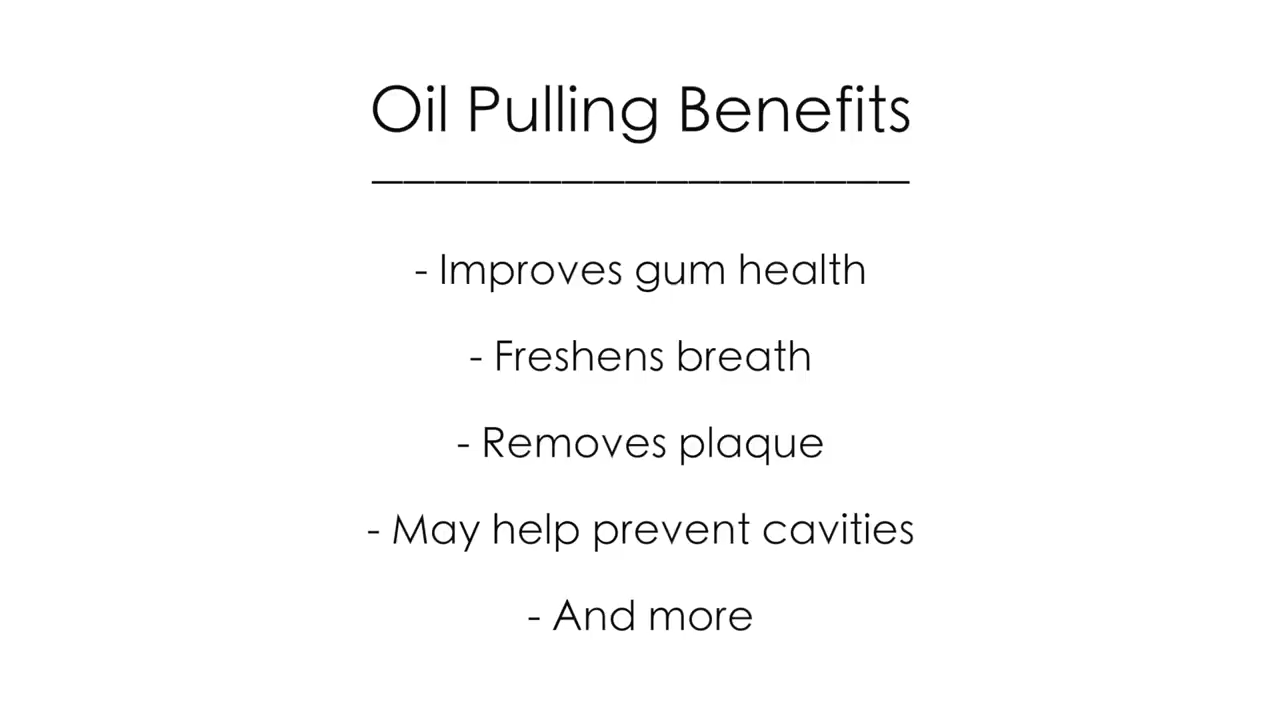 Oil Pulling Benefits
- Improves gum health
- Freshens breath
- Removes plaque
- May help prevent cavities
- And more